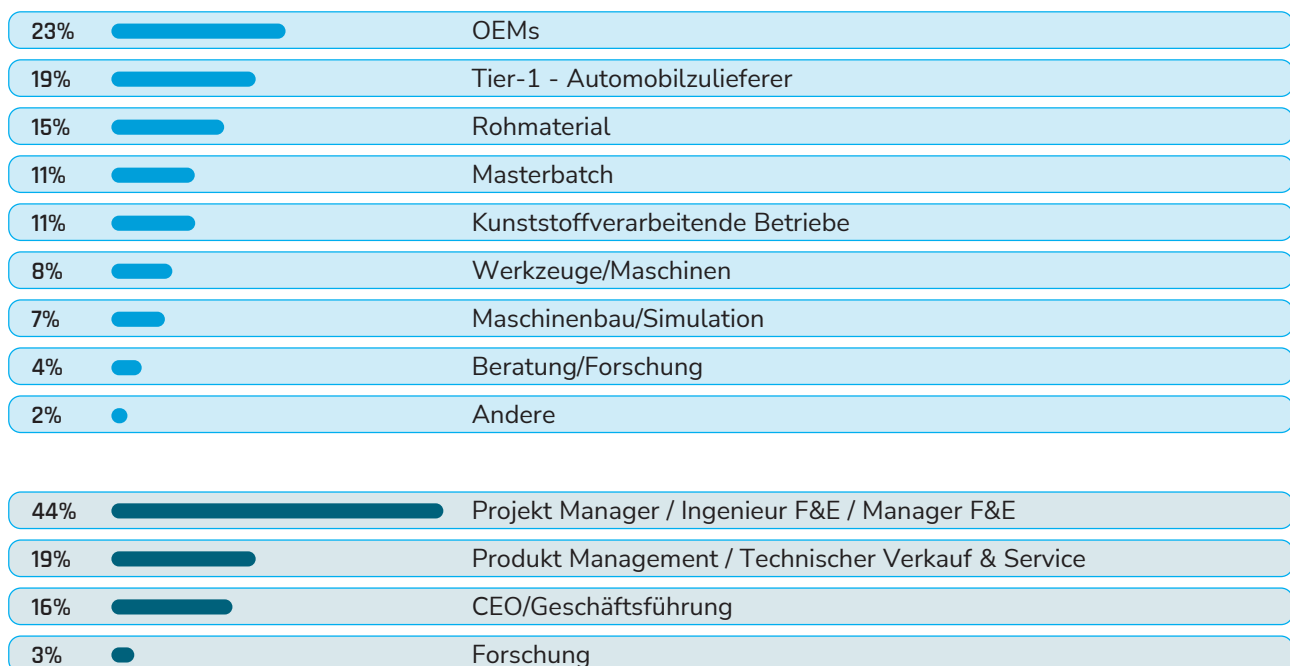 23% OEMs
19% Tier-1 - Automobilzulieferer
15% Rohmaterial
11% Masterbatch
11% Kunststoffverarbeitende Betriebe
8% Werkzeuge/Maschinen
7% Maschinenbau/Simulation
4% Beratung/Forschung
2% Andere
44% Projekt Manager / Ingenieur F&E / Manager F&E
19% Produkt Management / Technischer Verkauf & Service
16% CEO/Geschäftsführung
3% Forschung